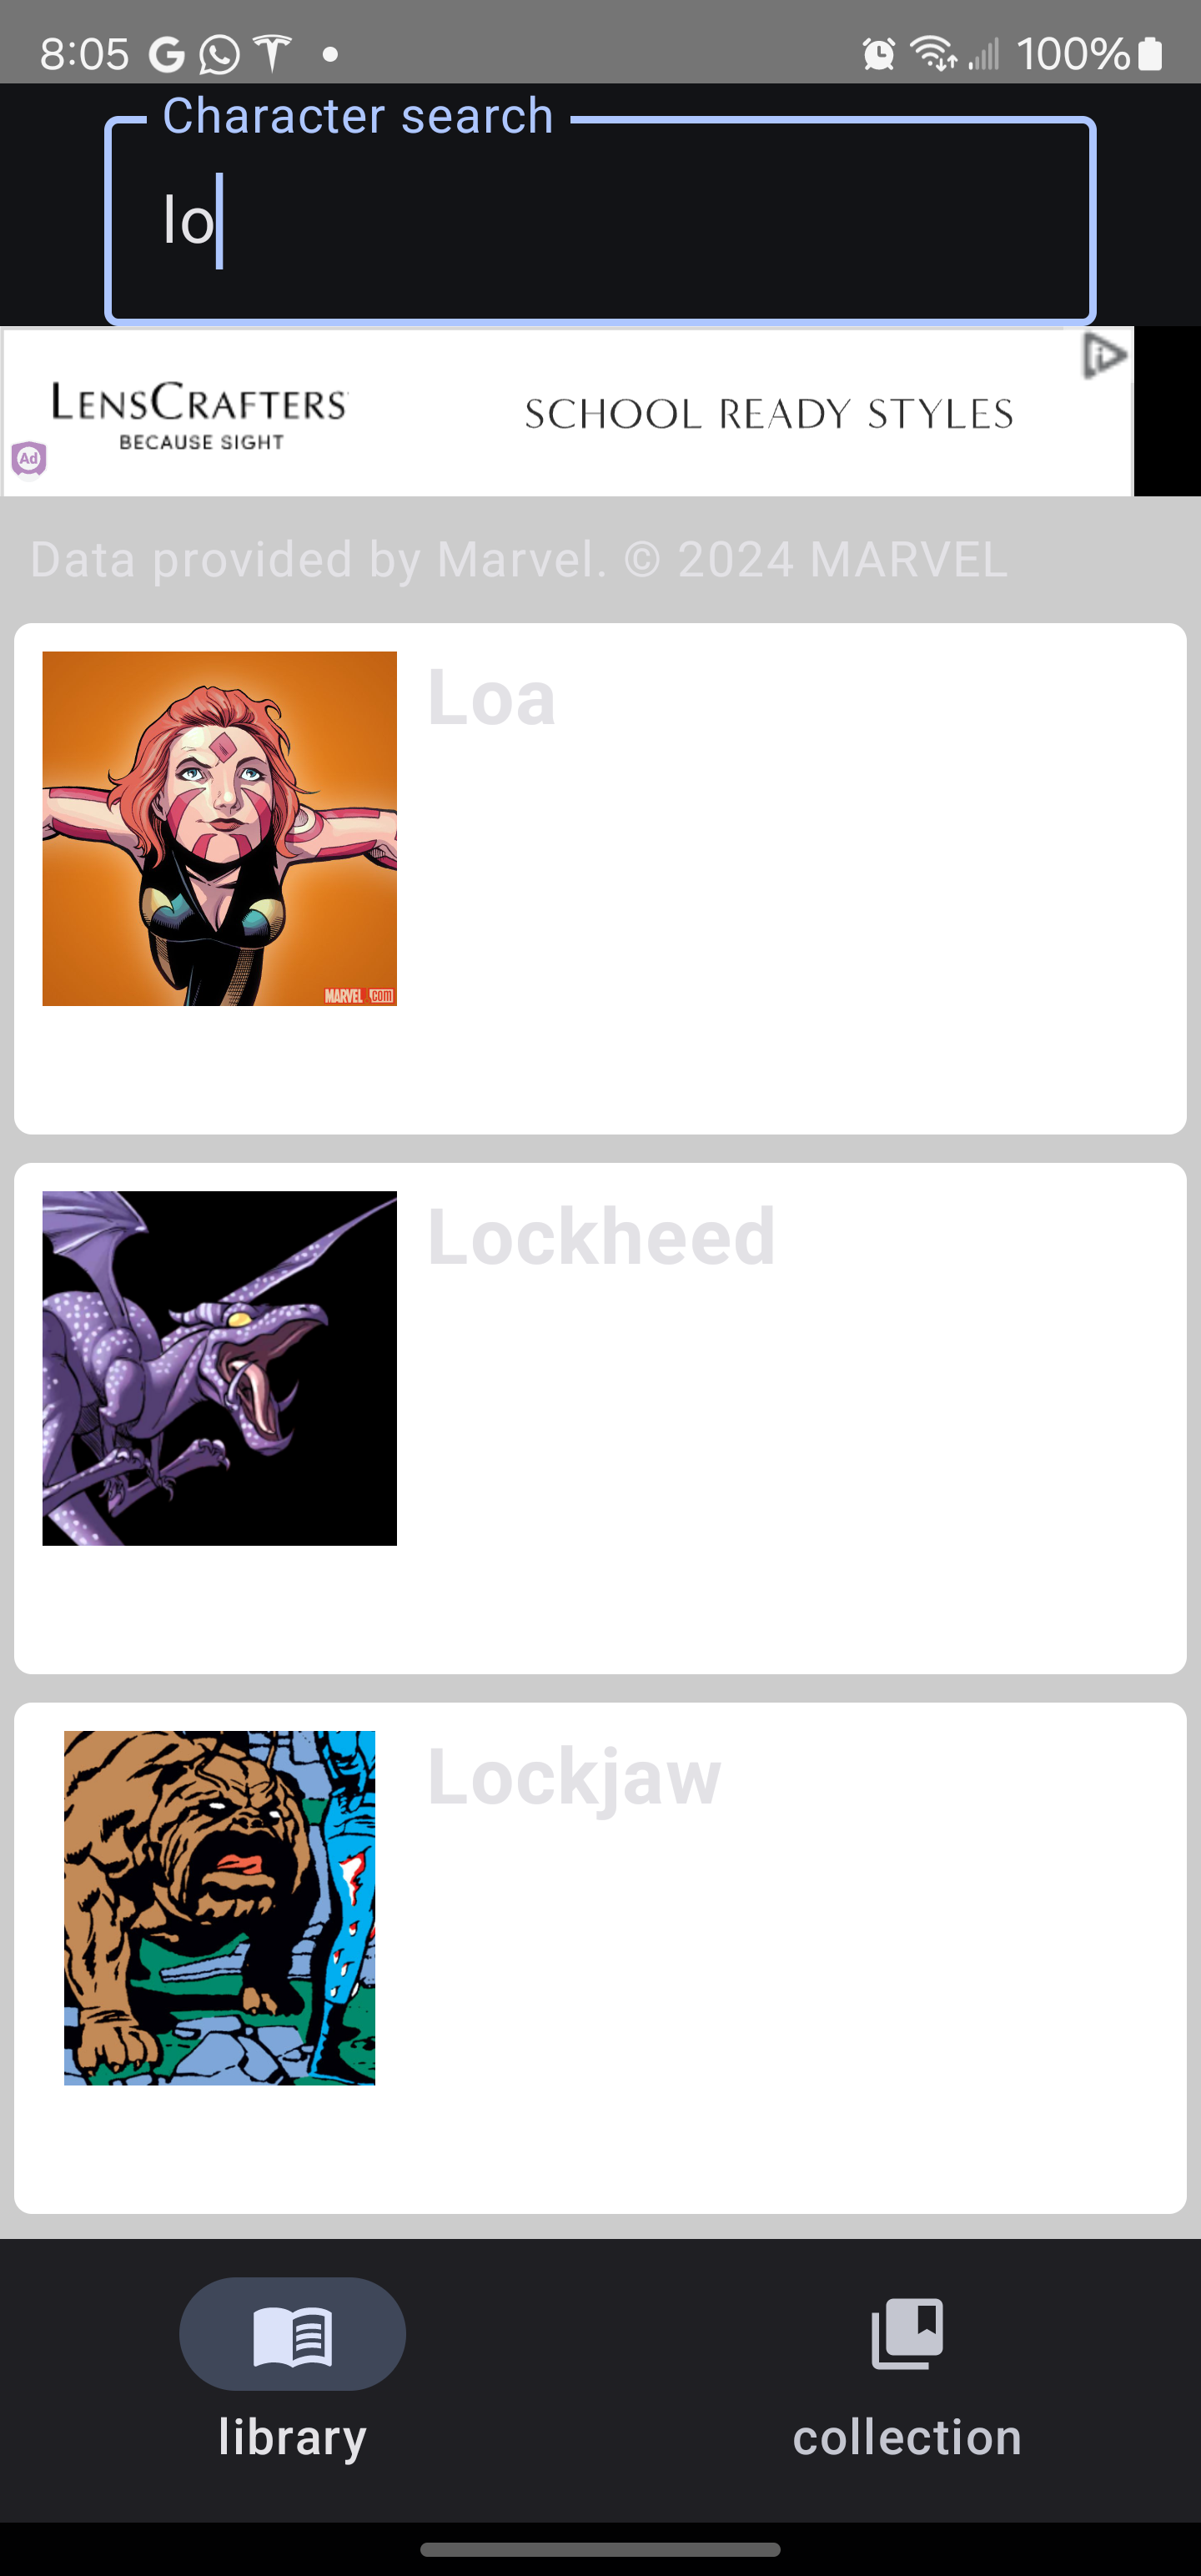 8:05
100%
Character search
lo
LENSCRAFTERS
BECAUSE SIGHT
SCHOOL READY STYLES
Ad
Data provided by Marvel. © 2024 MARVEL
Loa
MARVEL.COM
Lockheed
Lockjaw
library
collection